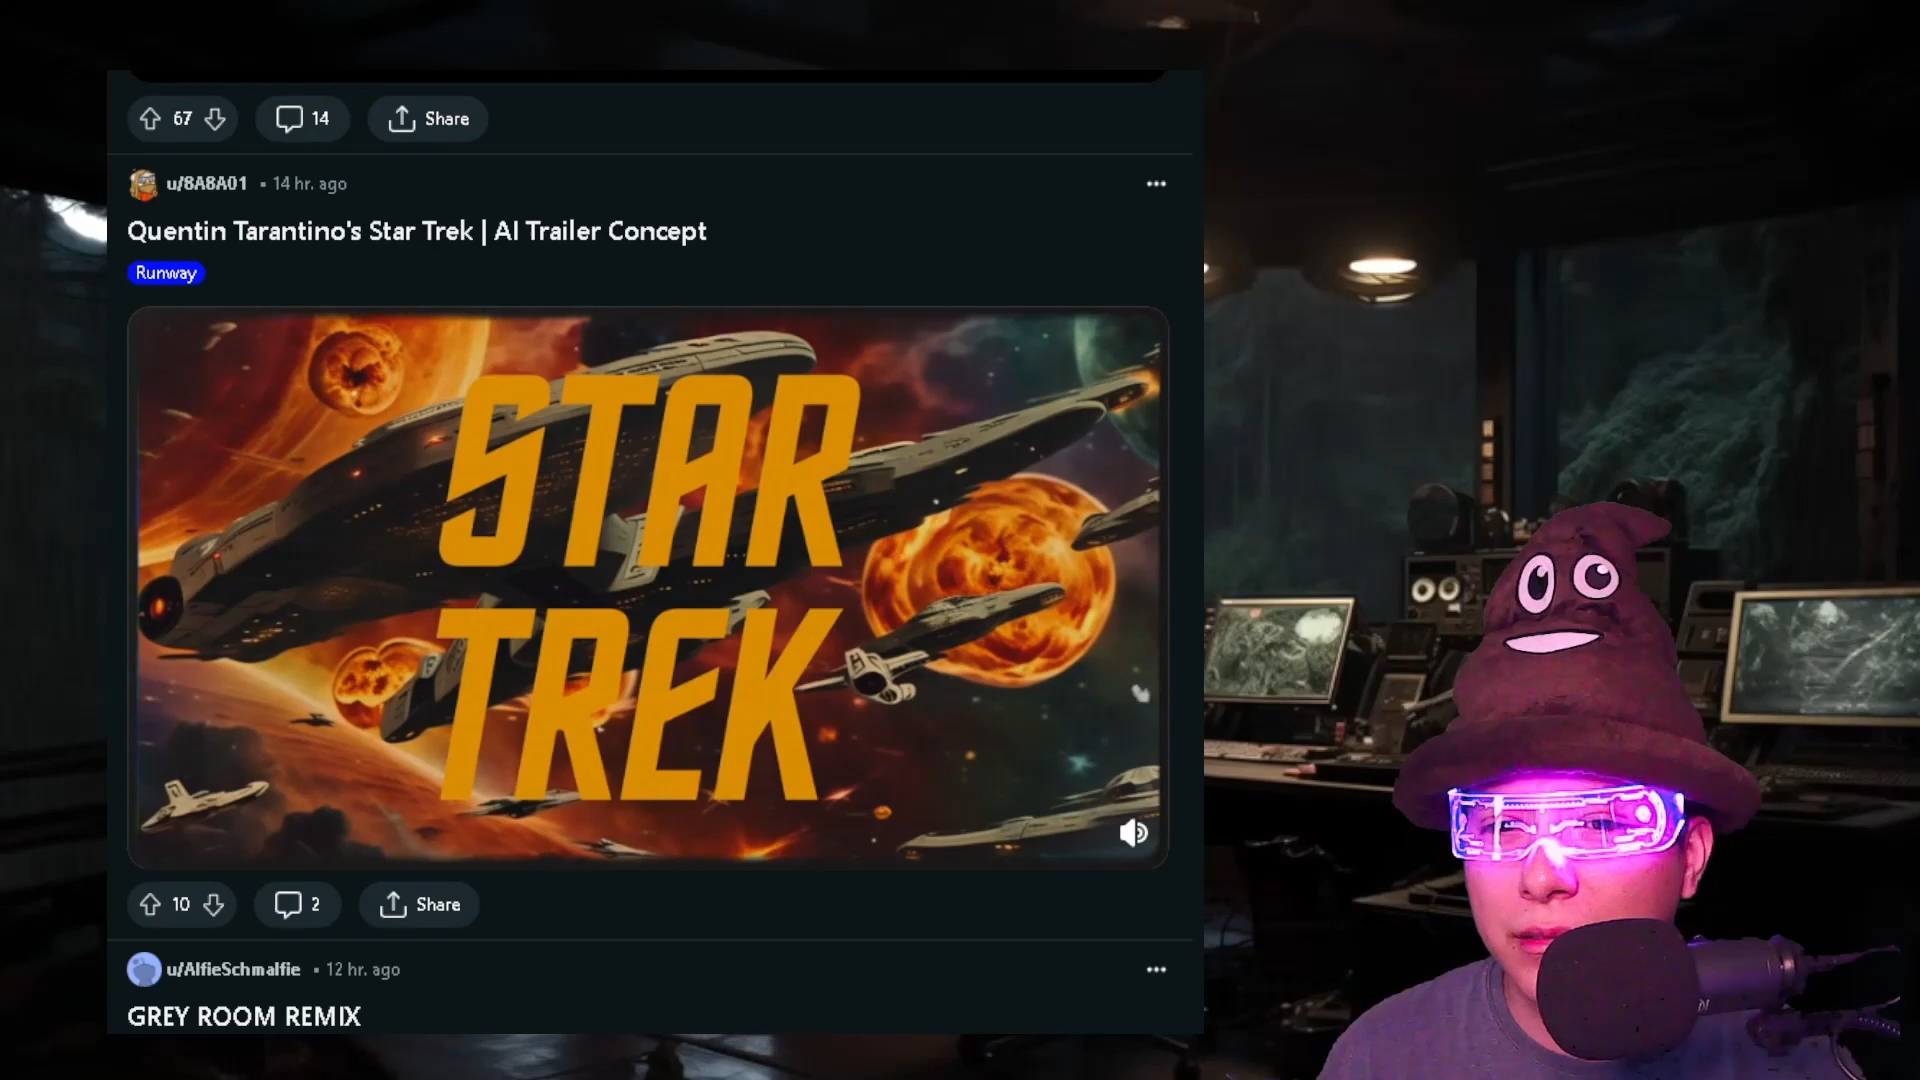 67 14 Share
u/8A8A01 • 14 hr. ago
Quentin Tarantino's Star Trek | AI Trailer Concept
Runway
STAR
TREK
10 2 Share
u/AlfieSchmalfie • 12 hr. ago
GREY ROOM REMIX